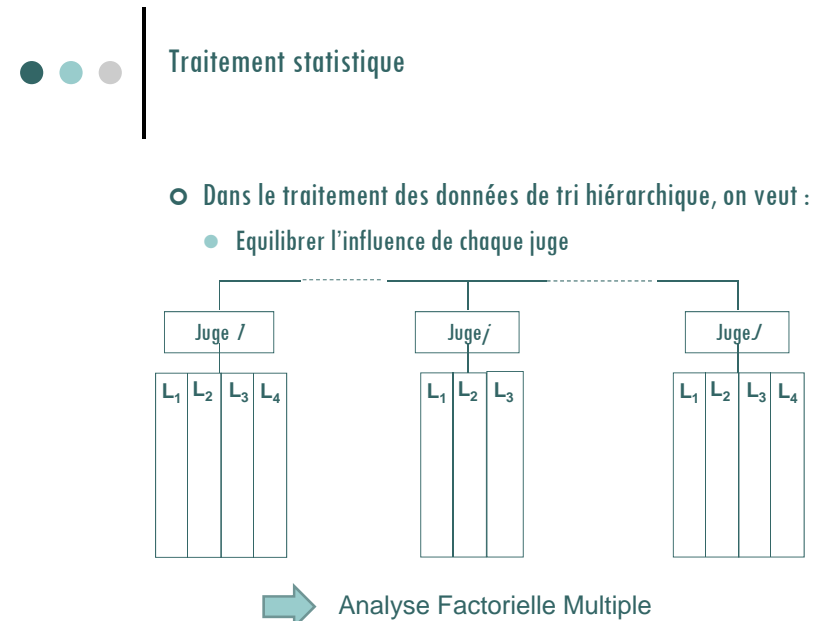 Traitement statistique
Dans le traitement des données de tri hiérarchique, on veut :
Equilibrer l'influence de chaque juge
Juge 1 Juge j Juge J
L1 L2 L3 L4 L1 L2 L3 L1 L2 L3 L4
Analyse Factorielle Multiple